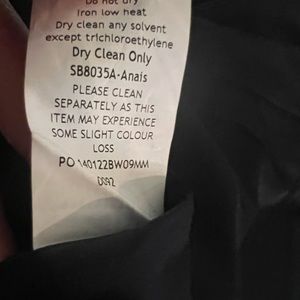 Do not dry
Iron low heat
Dry clean any solvent
except trichloroethylene
Dry Clean Only
SB8035A-Anais
PLEASE CLEAN
SEPARATELY AS THIS
ITEM MAY EXPERIENCE
SOME SLIGHT COLOUR
LOSS
PO 140122BW09MM
D092